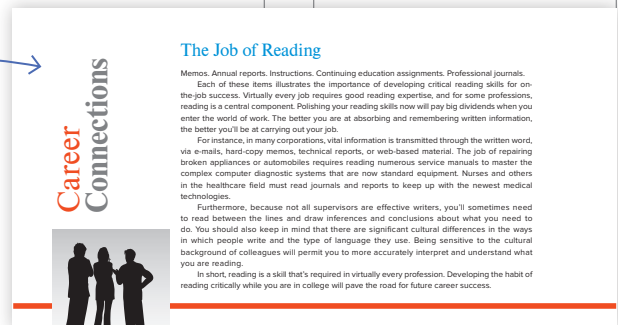 Career
Connections
The Job of Reading
Memos. Annual reports. Instructions. Continuing education assignments. Professional journals.
Each of these items illustrates the importance of developing critical reading skills for on-
the-job success. Virtually every job requires good reading expertise, and for some professions,
reading is a central component. Polishing your reading skills now will pay big dividends when you
enter the world of work. The better you are at absorbing and remembering written information,
the better you'll be at carrying out your job.
For instance, in many corporations, vital information is transmitted through the written word,
via e-mails, hard-copy memos, technical reports, or web-based material. The job of repairing
broken appliances or automobiles requires reading numerous service manuals to master the
complex computer diagnostic systems that are now standard equipment. Nurses and others
in the healthcare field must read journals and reports to keep up with the newest medical
technologies.
Furthermore, because not all supervisors are effective writers, you'll sometimes need
to read between the lines and draw inferences and conclusions about what you need to
do. You should also keep in mind that there are significant cultural differences in the ways
in which people write and the type of language they use. Being sensitive to the cultural
background of colleagues will permit you to more accurately interpret and understand what
you are reading.
In short, reading is a skill that's required in virtually every profession. Developing the habit of
reading critically while you are in college will pave the road for future career success.